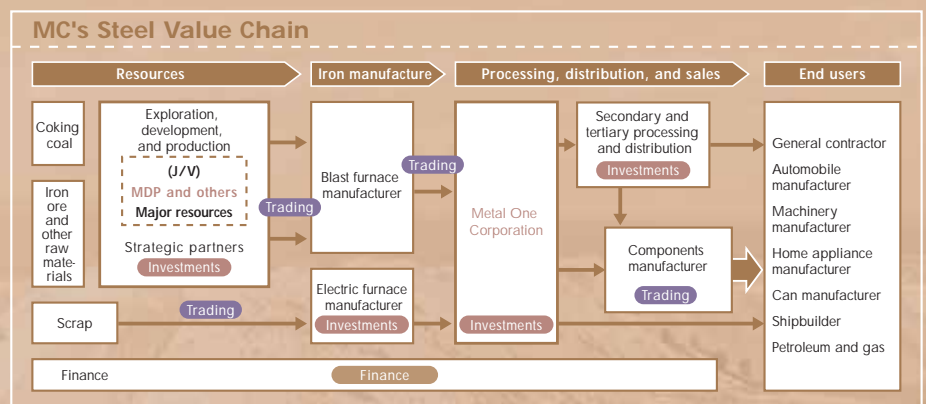 MC's Steel Value Chain
Resources
Iron manufacture
Processing, distribution, and sales
End users
Coking
coal
Iron
ore and
other
raw
mate-
rials
Scrap
Exploration,
development,
and production
(J/V)
MDP and others
Major resources
Strategic partners
Investments
Trading
Trading
Blast furnace
manufacturer
Electric furnace
manufacturer
Investments
Trading
Metal One
Corporation
Investments
Secondary and
tertiary processing
and distribution
Investments
Components
manufacturer
Trading
General contractor
Automobile
manufacturer
Machinery
manufacturer
Home appliance
manufacturer
Can manufacturer
Shipbuilder
Petroleum and gas
Finance
Finance